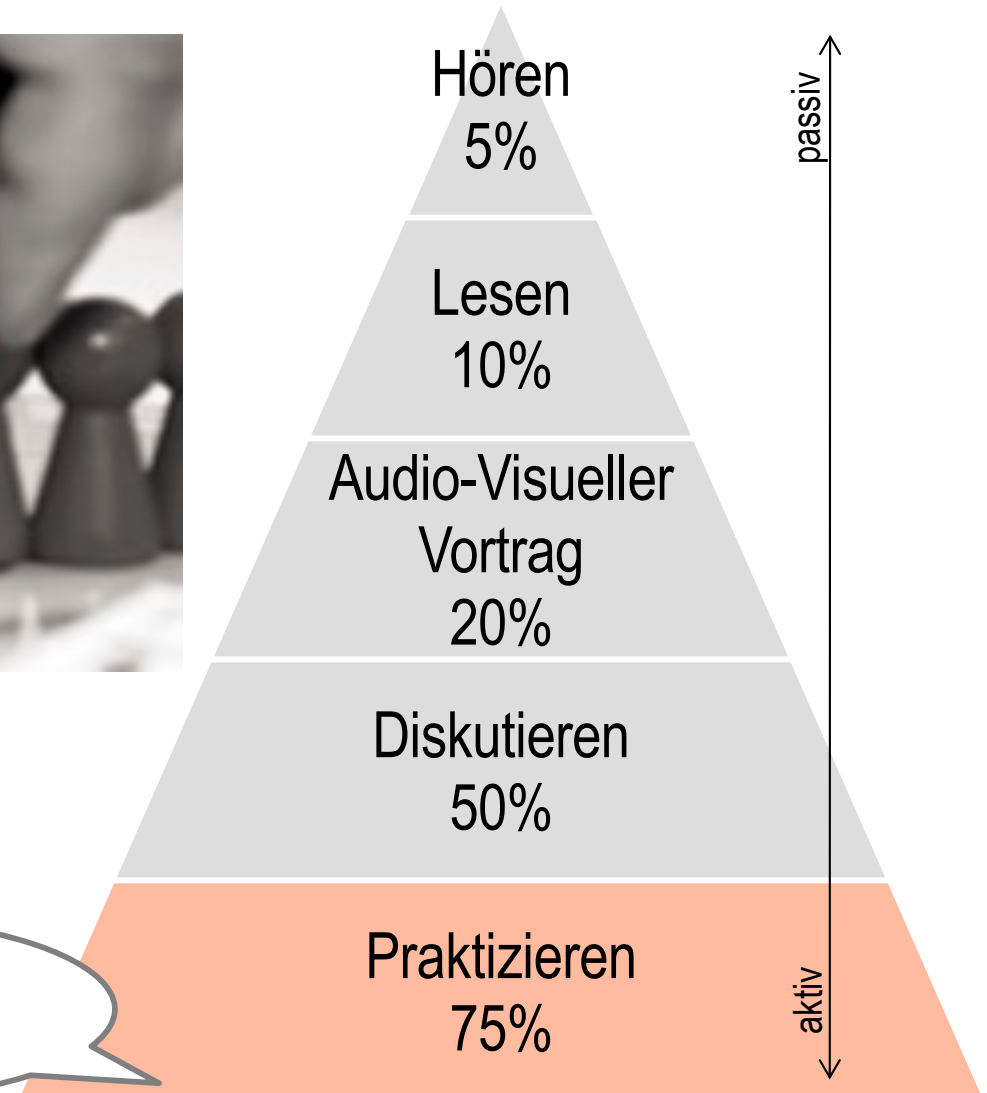 Hören
5%
Lesen
10%
Audio-Visueller
Vortrag
20%
Diskutieren
50%
Praktizieren
75%
passiv
aktiv